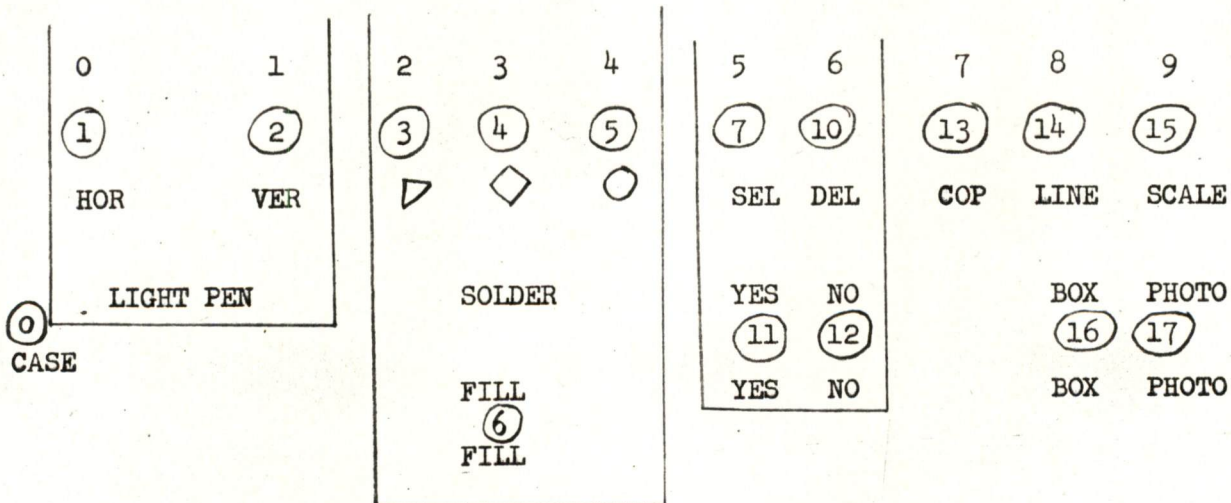 0 1 2 3 4 5 6 7 8 9
1 2 3 4 5 7 10 13 14 15
HOR VER SEL DEL COP LINE SCALE
LIGHT PEN SOLDER YES NO BOX PHOTO
0 11 12 16 17
CASE YES NO BOX PHOTO
FILL
6
FILL